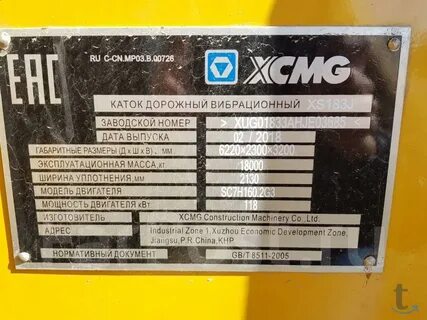 EAC
RU C-CN.MP03.B.00726
XCMG
КАТОК ДОРОЖНЫЙ ВИБРАЦИОННЫЙ XS183J
ЗАВОДСКОЙ НОМЕР
ДАТА ВЫПУСКА 02 / 2018
ГАБАРИТНЫЕ РАЗМЕРЫ (Д х Ш х В), ММ 6220×2300×3200
ЭКСПЛУАТАЦИОННАЯ МАССА, КГ 18000
ШИРИНА УПЛОТНЕНИЯ, ММ 2130
МОДЕЛЬ ДВИГАТЕЛЯ SC7H160.2G3
МОЩНОСТЬ ДВИГАТЕЛЯ кВт 118
ИЗГОТОВИТЕЛЬ XCMG Construction Machinery Co., Ltd.
АДРЕС Industrial Zone 1, Xuzhou Economic Development Zone,
Jiangsu, P.R. China, КНР
НОРМАТИВНЫЙ ДОКУМЕНТ GB/T 8511-2005